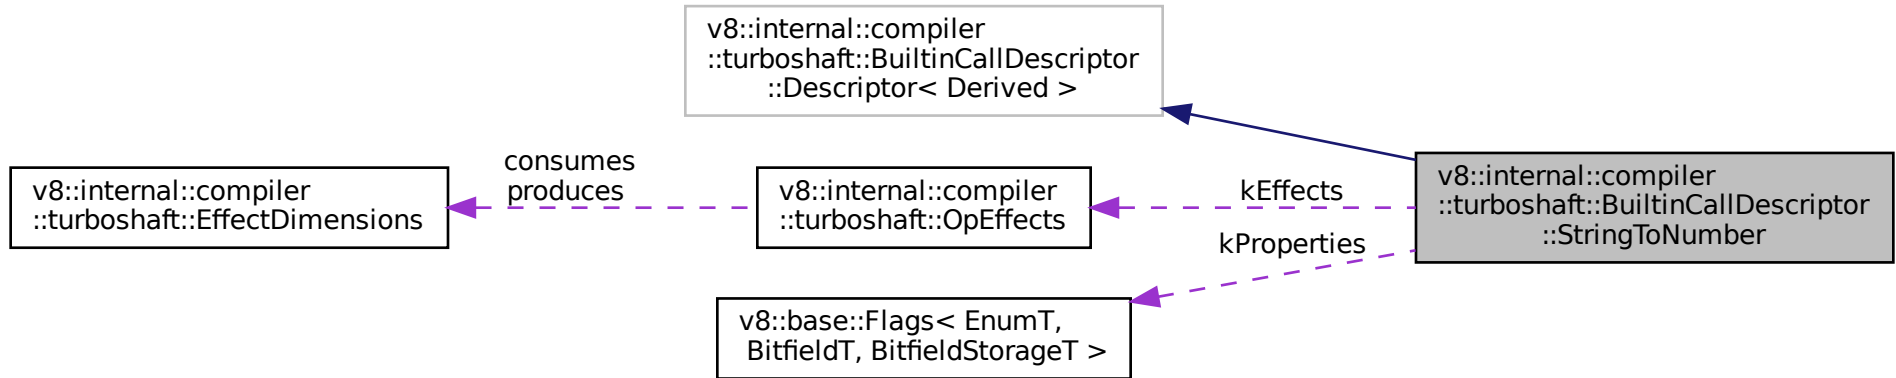 v8::internal::compiler
::turboshaft::BuiltinCallDescriptor
::Descriptor< Derived >
v8::internal::compiler
::turboshaft::EffectDimensions
consumes
produces
v8::internal::compiler
::turboshaft::OpEffects
kEffects
kProperties
v8::internal::compiler
::turboshaft::BuiltinCallDescriptor
::StringToNumber
v8::base::Flags< EnumT,
BitfieldT, BitfieldStorageT >